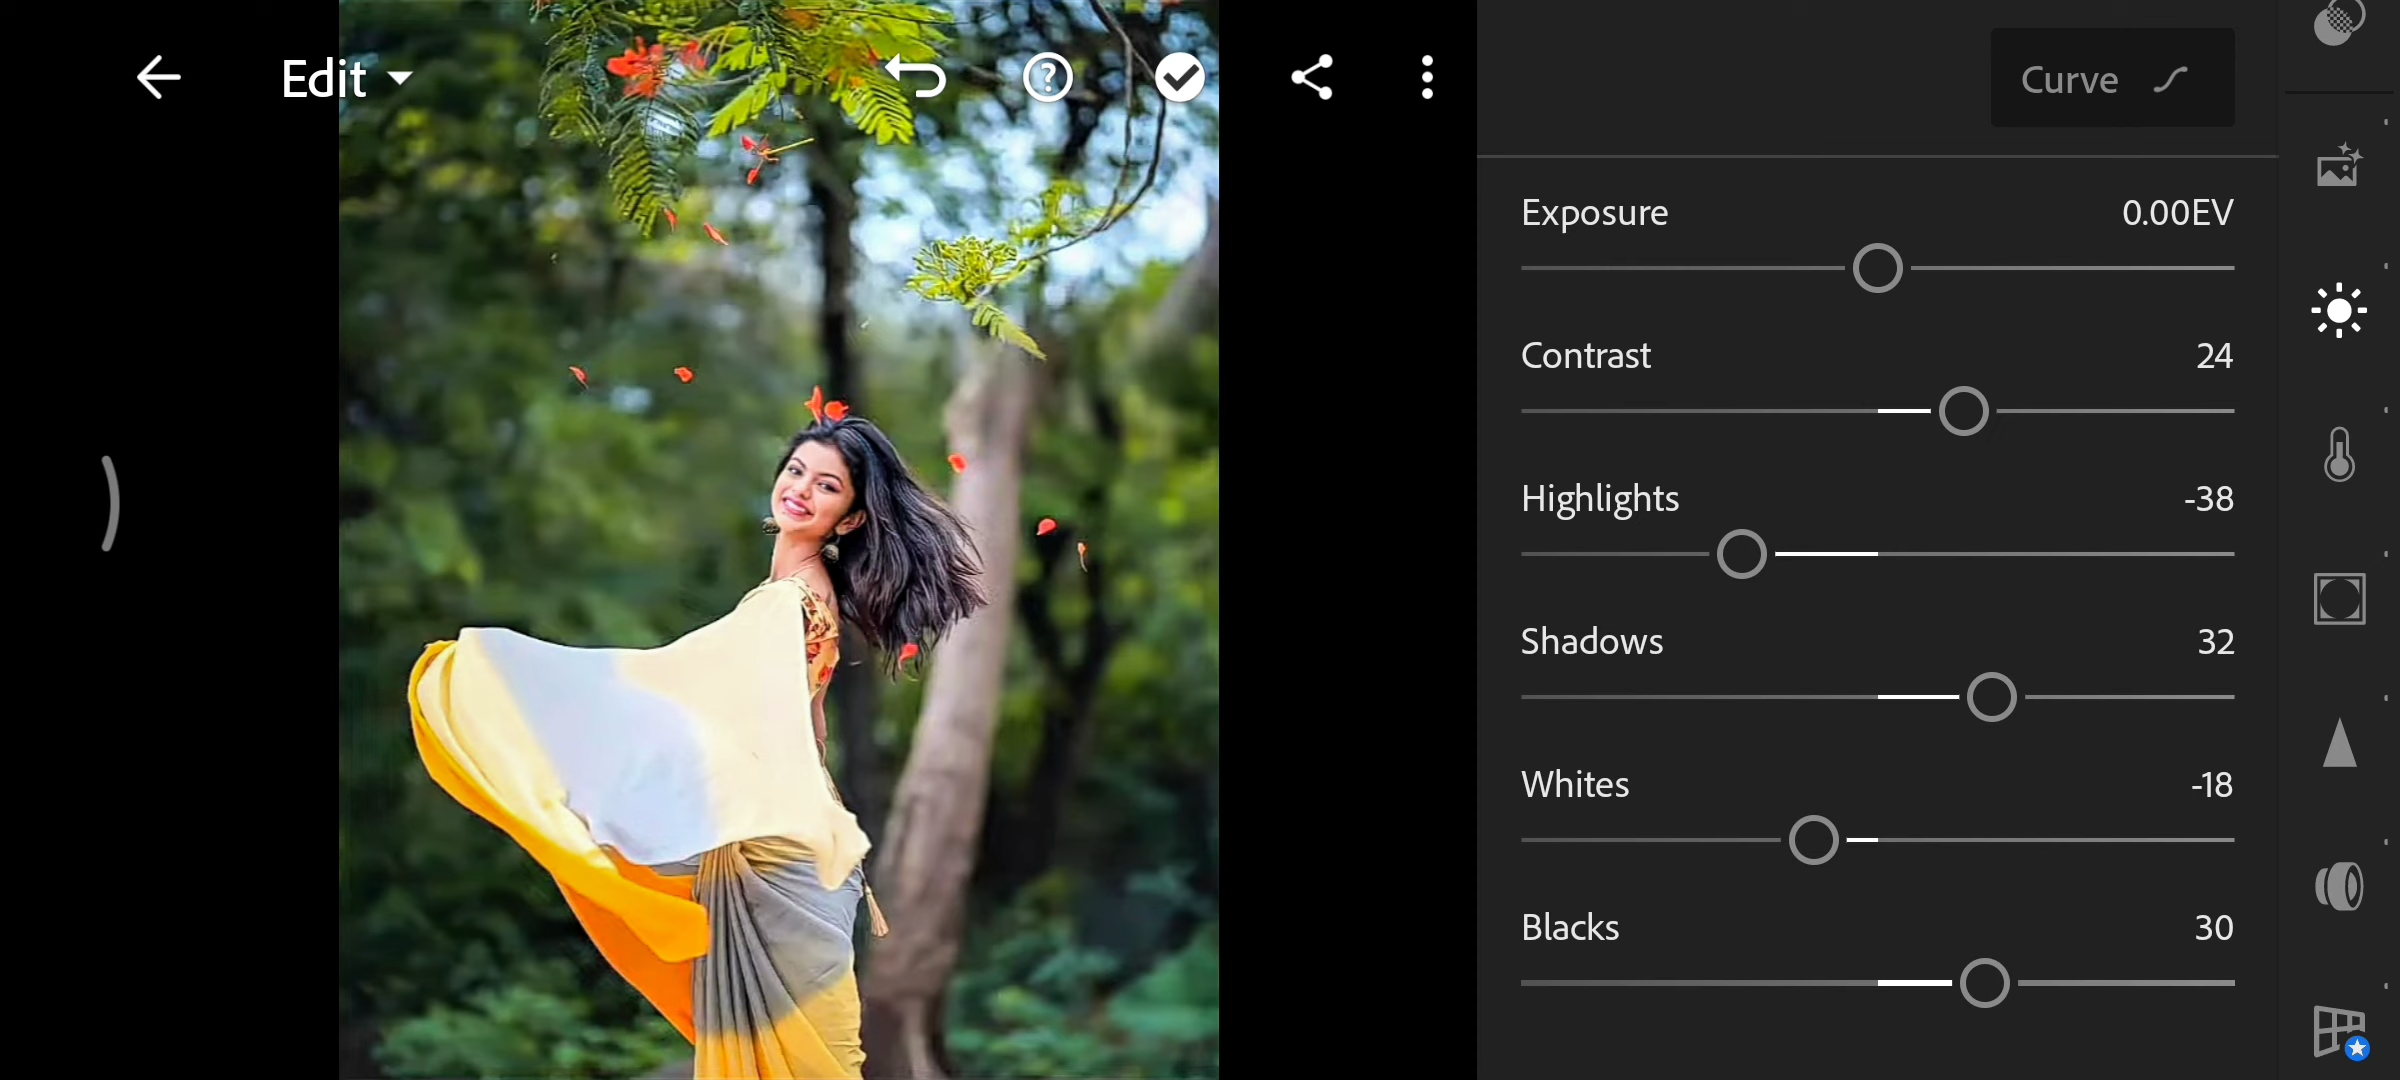 Edit
Curve
Exposure 0.00EV
Contrast 24
Highlights -38
Shadows 32
Whites -18
Blacks 30